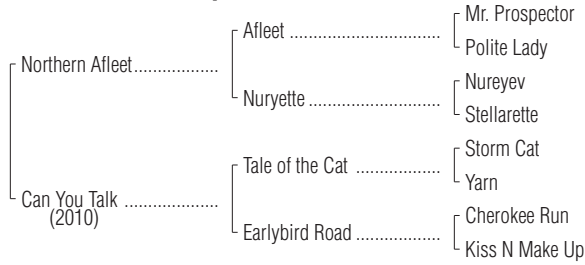 Mr. Prospector
Afleet ........................................
Polite Lady
Northern Afleet..................
Nureyev
Nuryette ...................................
Stellarette
Storm Cat
Tale of the Cat ......................
Yarn
Can You Talk ....................
(2010)
Cherokee Run
Earlybird Road .....................
Kiss N Make Up